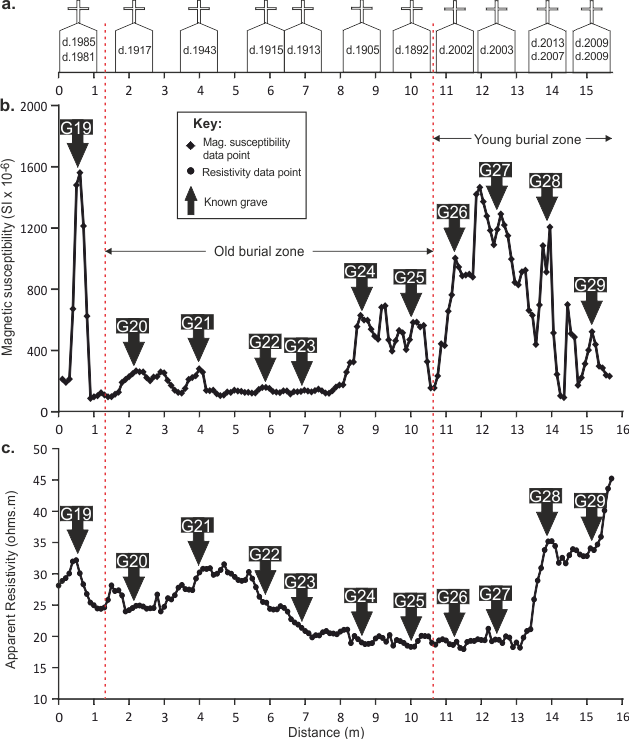 a.
d.1985 d.1917 d.1943 d.1915 d.1913 d.1905 d.1892 d.2002 d.2003 d.2013 d.2009
d.1981 d.2007 d.2009
0 1 2 3 4 5 6 7 8 9 10 11 12 13 14 15
b.
2000
1600
1200
800
400
0
Magnetic susceptibility (SI x 10-6)
Key:
Mag. susceptibility
data point
Resistivity data point
Known grave
Young burial zone
Old burial zone
G19
G20
G21
G22
G23
G24
G25
G26
G27
G28
G29
0 1 2 3 4 5 6 7 8 9 10 11 12 13 14 15 16
c.
50
45
40
35
30
25
20
15
10
Apparent Resistivity (ohms.m)
G19
G20
G21
G22
G23
G24
G25
G26
G27
G28
G29
0 1 2 3 4 5 6 7 8 9 10 11 12 13 14 15 16
Distance (m)